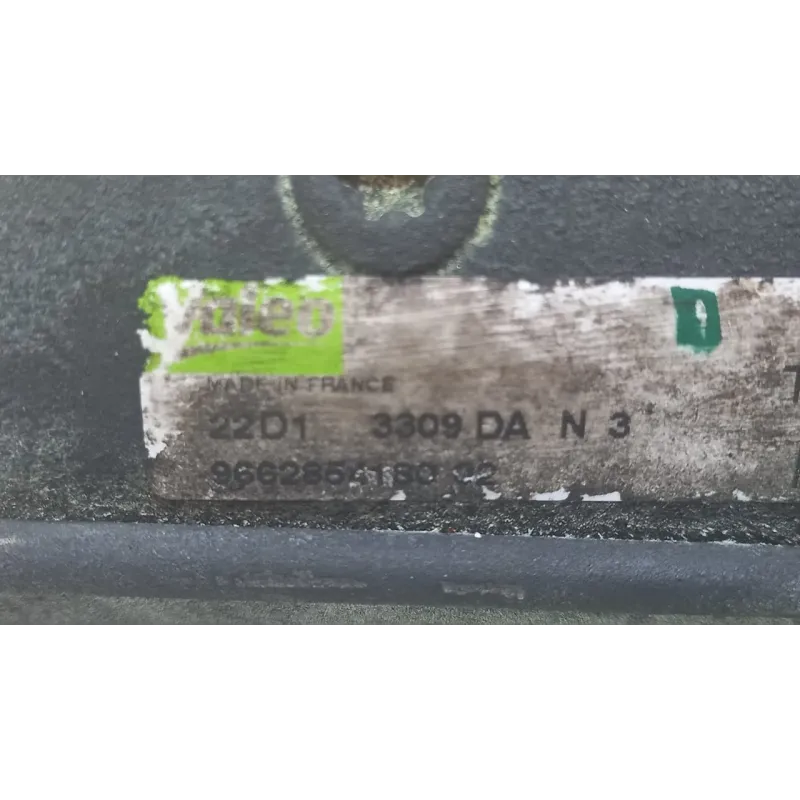 valeo
MADE IN FRANCE
22D1 3309 DA N 3